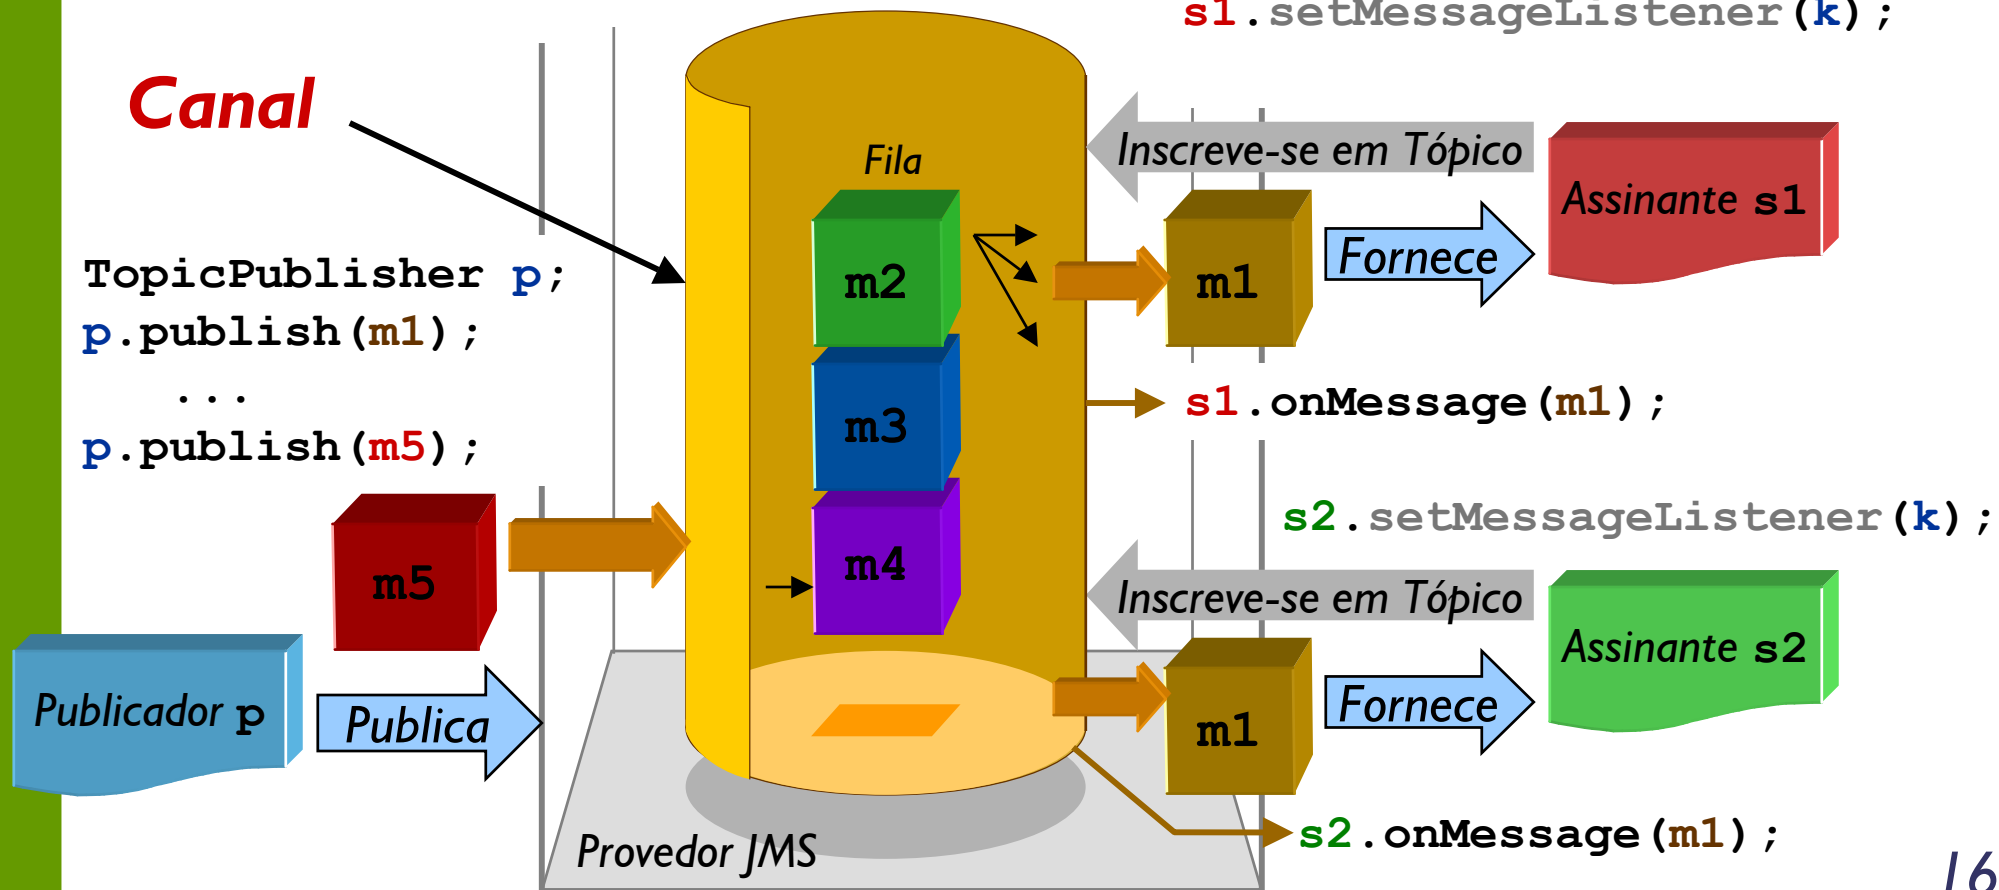 s1.setMessageListener(k);
Canal
Fila
Inscreve-se em Tópico
Assinante s1
m2
m1
Fornece
TopicPublisher p;
p.publish(m1);
...
p.publish(m5);
m3
s1.onMessage(m1);
s2.setMessageListener(k);
m5
m4
Inscreve-se em Tópico
Assinante s2
Publicador p
Publica
m1
Fornece
Provedor JMS
s2.onMessage(m1);
16